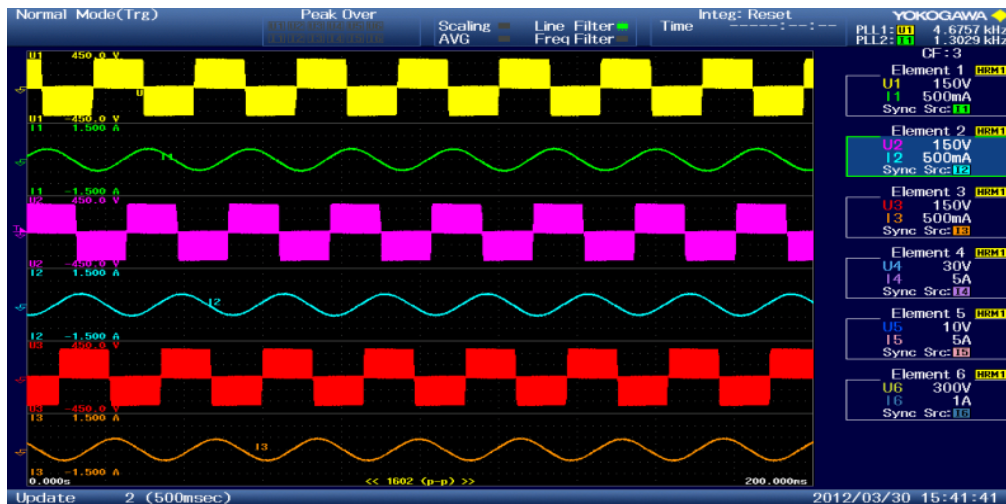 Normal Mode(Trg)
Peak Over
Scaling
AVG
Line Filter
Freq Filter
Integ: Reset
Time -----:--:--
YOKOGAWA
PLL1: U1 4.6757 kHz
PLL2: I1 1.3029 kHz
CF:3
Element 1 HRM1
U1 150V
I1 500mA
Sync Src: I1
Element 2 HRM1
U2 150V
I2 500mA
Sync Src: I2
Element 3 HRM1
U3 150V
I3 500mA
Sync Src: I3
Element 4 HRM1
U4 30V
I4 5A
Sync Src: I4
Element 5 HRM1
U5 10V
I5 5A
Sync Src: I5
Element 6 HRM1
U6 300V
I6 1A
Sync Src: I6
U1 450.0 V
U1 -450.0 V
I1 1.500 A
I1
I1 -1.500 A
U2 450.0 V
U2 -450.0 V
I2 1.500 A
I2
I2 -1.500 A
U3 450.0 V
U3 -450.0 V
I3 1.500 A
I3
I3 -1.500 A
0.000s << 1602 (p-p) >> 200.000ms
Update 2 (500msec) 2012/03/30 15:41:41